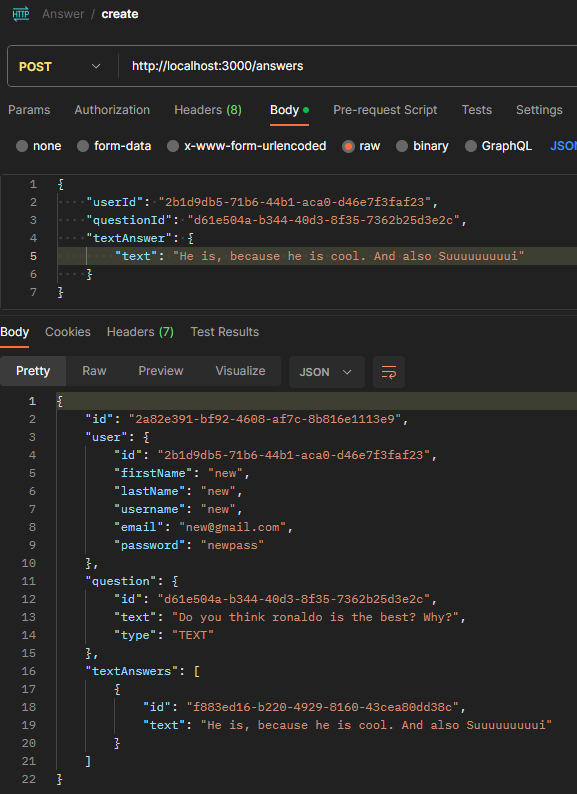 HTTP Answer / create
POST http://localhost:3000/answers
Params Authorization Headers (8) Body Pre-request Script Tests Settings
none form-data x-www-form-urlencoded raw binary GraphQL JSON
1 {
2 "userId": "2b1d9db5-71b6-44b1-aca0-d46e7f3faf23",
3 "questionId": "d61e504a-b344-40d3-8f35-7362b25d3e2c",
4 "textAnswer": {
5 "text": "He is, because he is cool. And also Suuuuuuuuui"
6 }
7 }
Body Cookies Headers (7) Test Results
Pretty Raw Preview Visualize JSON
1 {
2 "id": "2a82e391-bf92-4608-af7c-8b816e1113e9",
3 "user": {
4 "id": "2b1d9db5-71b6-44b1-aca0-d46e7f3faf23",
5 "firstName": "new",
6 "lastName": "new",
7 "username": "new",
8 "email": "new@gmail.com",
9 "password": "newpass"
10 },
11 "question": {
12 "id": "d61e504a-b344-40d3-8f35-7362b25d3e2c",
13 "text": "Do you think ronaldo is the best? Why?",
14 "type": "TEXT"
15 },
16 "textAnswers": [
17 {
18 "id": "f883ed16-b220-4929-8160-43cea80dd38c",
19 "text": "He is, because he is cool. And also Suuuuuuuuui"
20 }
21 ]
22 }